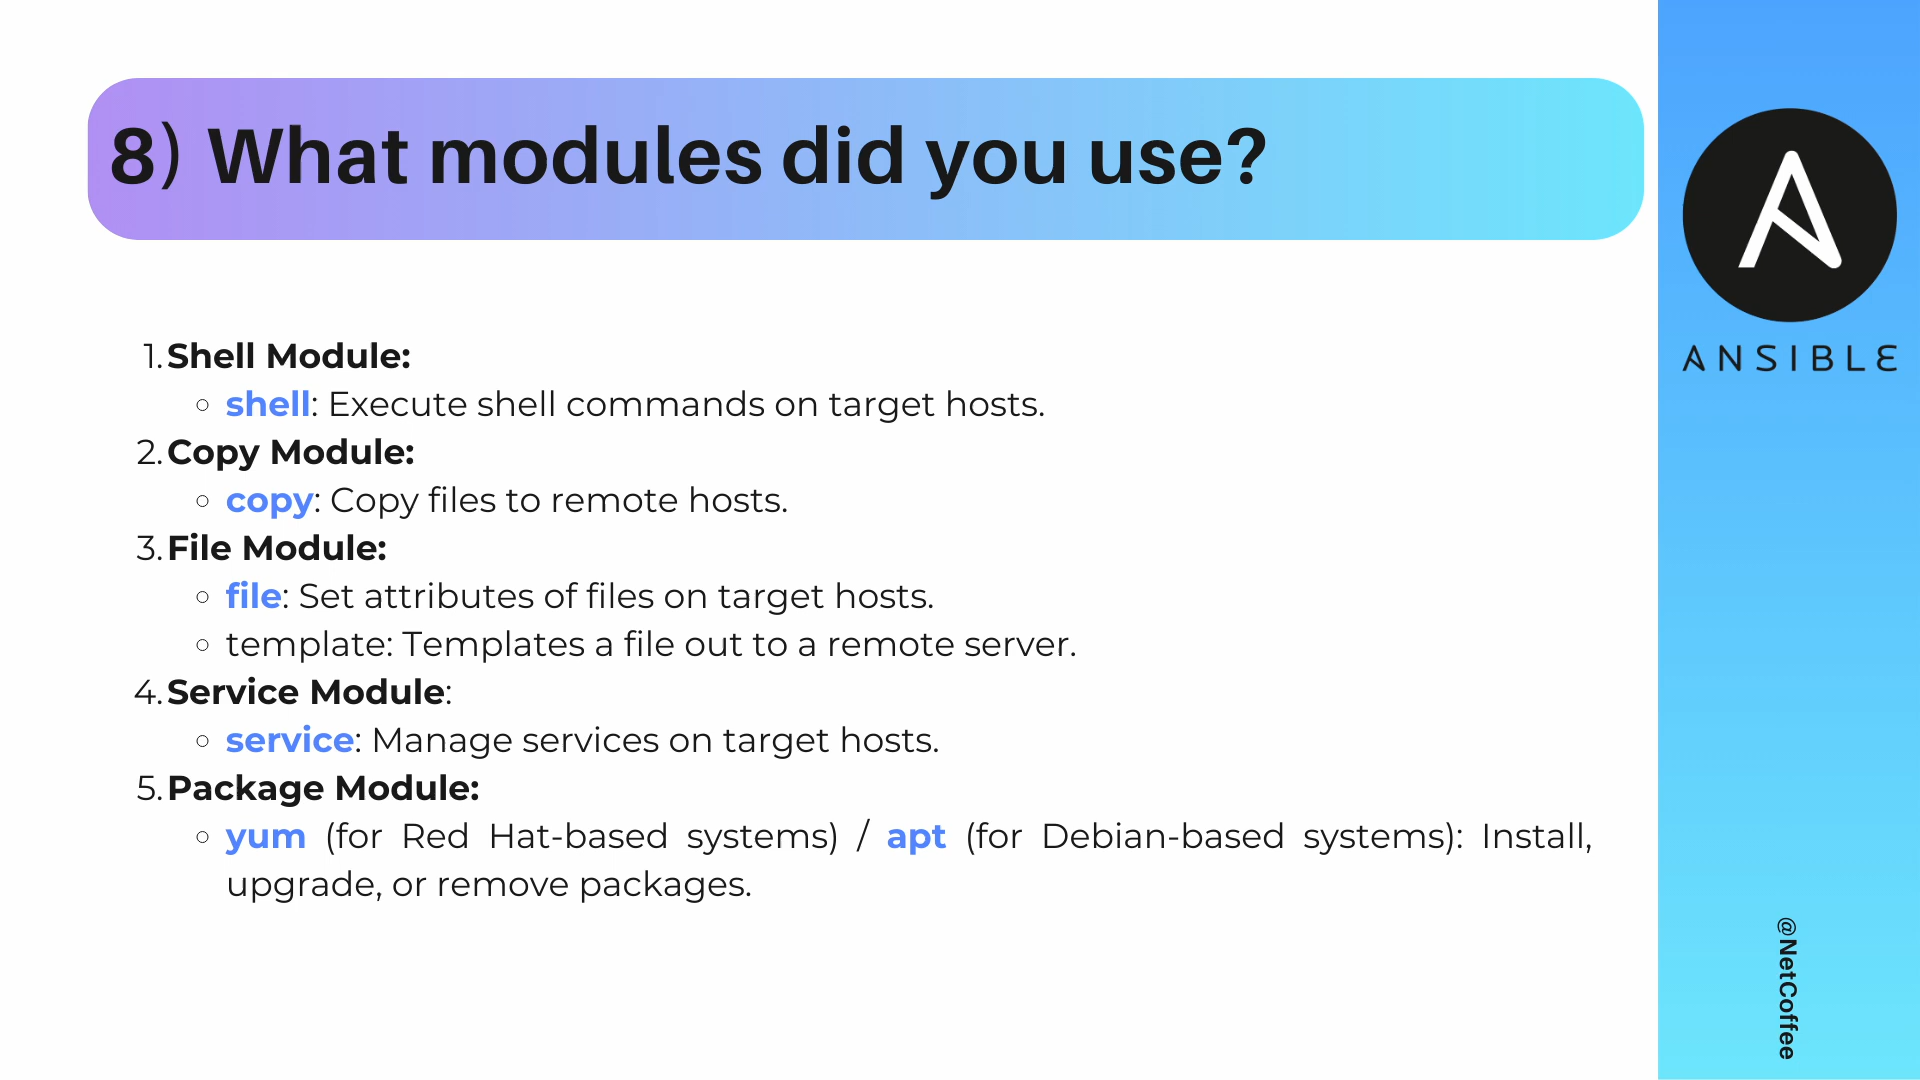 8) What modules did you use?
1. Shell Module:
shell: Execute shell commands on target hosts.
2. Copy Module:
copy: Copy files to remote hosts.
3. File Module:
file: Set attributes of files on target hosts.
template: Templates a file out to a remote server.
4. Service Module:
service: Manage services on target hosts.
5. Package Module:
yum (for Red Hat-based systems) / apt (for Debian-based systems): Install,
upgrade, or remove packages.
ANSIBLE
@NetCoffee